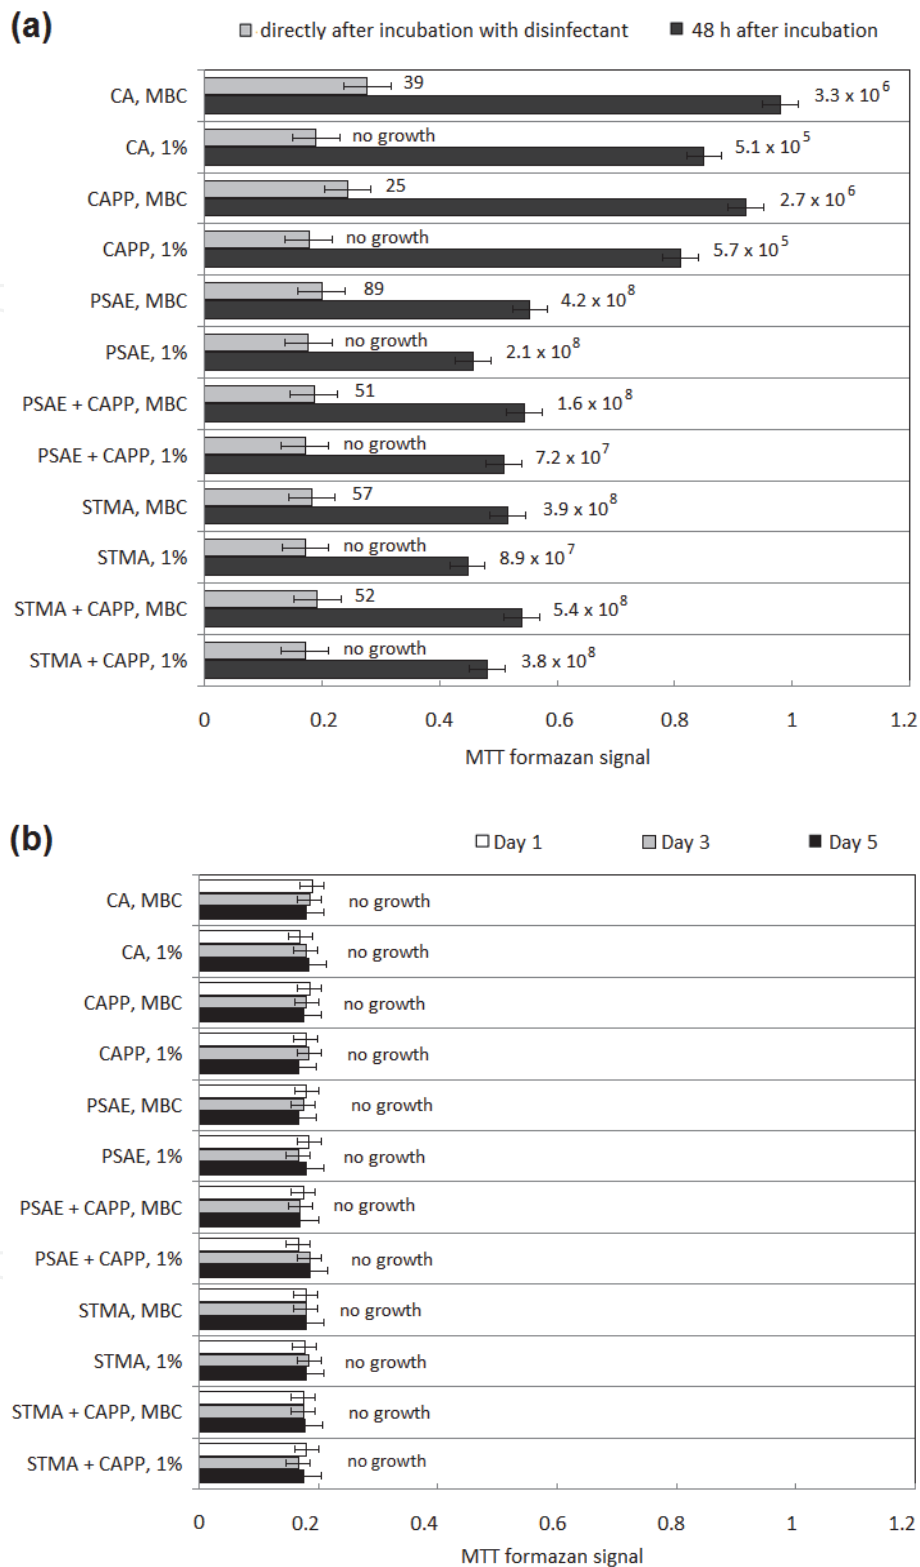 (a)
directly after incubation with disinfectant 48 h after incubation
CA, MBC 39 3.3 x 10^6
CA, 1% no growth 5.1 x 10^5
CAPP, MBC 25 2.7 x 10^6
CAPP, 1% no growth 5.7 x 10^5
PSAE, MBC 89 4.2 x 10^8
PSAE, 1% no growth 2.1 x 10^8
PSAE + CAPP, MBC 51 1.6 x 10^8
PSAE + CAPP, 1% no growth 7.2 x 10^7
STMA, MBC 57 3.9 x 10^8
STMA, 1% no growth 8.9 x 10^7
STMA + CAPP, MBC 52 5.4 x 10^8
STMA + CAPP, 1% no growth 3.8 x 10^8
0 0.2 0.4 0.6 0.8 1 1.2
MTT formazan signal
(b)
Day 1 Day 3 Day 5
CA, MBC no growth
CA, 1% no growth
CAPP, MBC no growth
CAPP, 1% no growth
PSAE, MBC no growth
PSAE, 1% no growth
PSAE + CAPP, MBC no growth
PSAE + CAPP, 1% no growth
STMA, MBC no growth
STMA, 1% no growth
STMA + CAPP, MBC no growth
STMA + CAPP, 1% no growth
0 0.2 0.4 0.6 0.8 1 1.2
MTT formazan signal